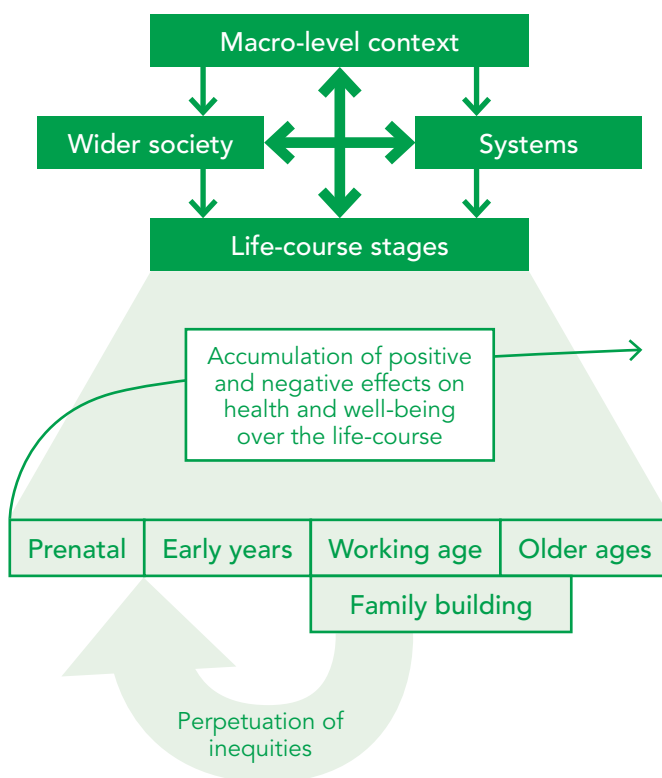 Macro-level context
Wider society
Systems
Life-course stages
Accumulation of positive
and negative effects on
health and well-being
over the life-course
Prenatal
Early years
Working age
Older ages
Family building
Perpetuation of
inequities